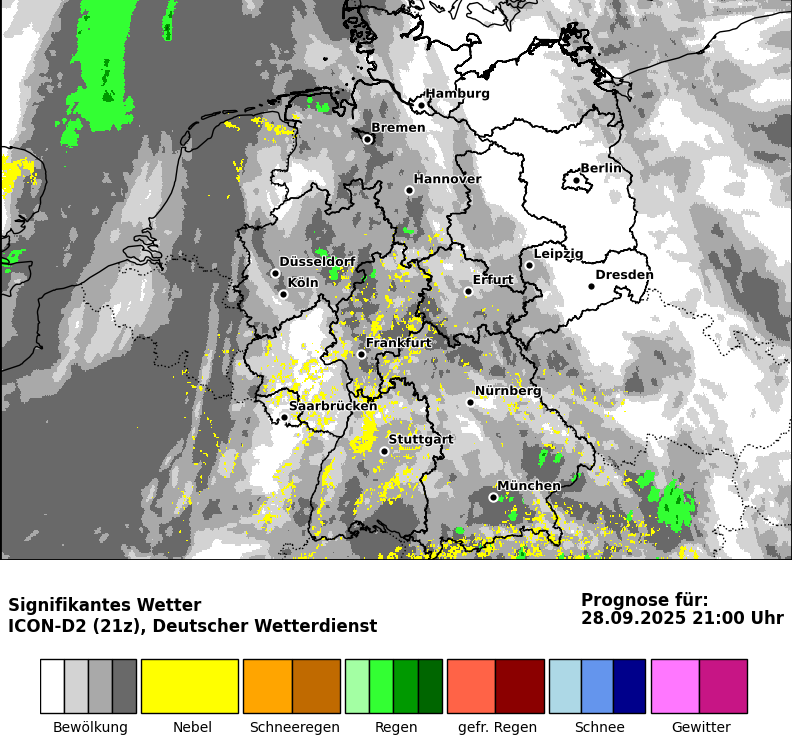 Hamburg
Bremen
Hannover
Berlin
Düsseldorf
Köln
Leipzig
Erfurt
Dresden
Frankfurt
Nürnberg
Saarbrücken
Stuttgart
München
Signifikantes Wetter
ICON-D2 (21z), Deutscher Wetterdienst
Prognose für:
28.09.2025 21:00 Uhr
Bewölkung
Nebel
Schneeregen
Regen
gefr. Regen
Schnee
Gewitter